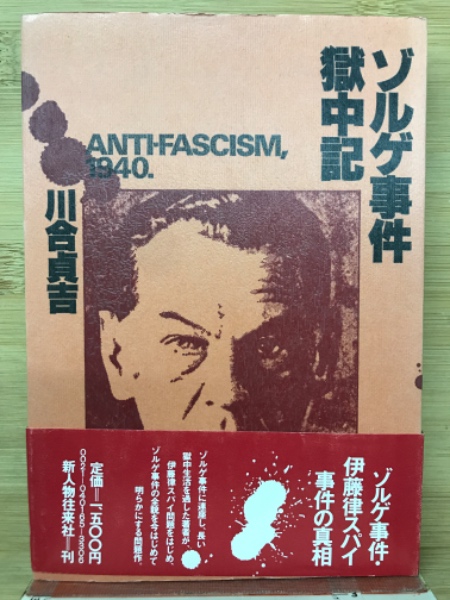 ゾルゲ事件
獄中記
ANTI-FASCISM,
1940.
川合貞吉
ゾルゲ事件・
伊藤律スパイ
事件の真相
ゾルゲ事件に連座し、長い
獄中生活を過した著者が、
伊藤律スパイ問題をはじめ、
ゾルゲ事件の全貌を今はじめて
明らかにする問題作。
定価=一、五〇〇円
新人物往来社・刊